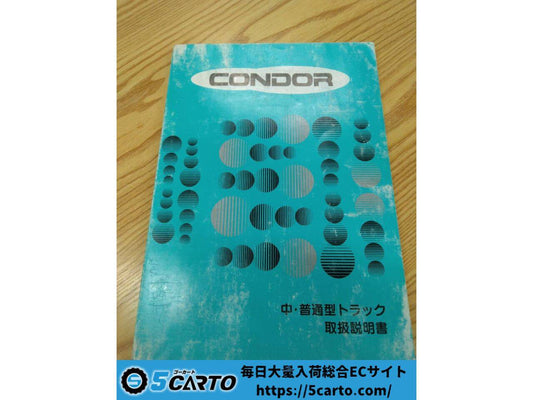 CONDOR
中・普通型トラック
取扱説明書
ゴーカート
5CARTO
毎日大量入荷総合ECサイト
https://5carto.com/